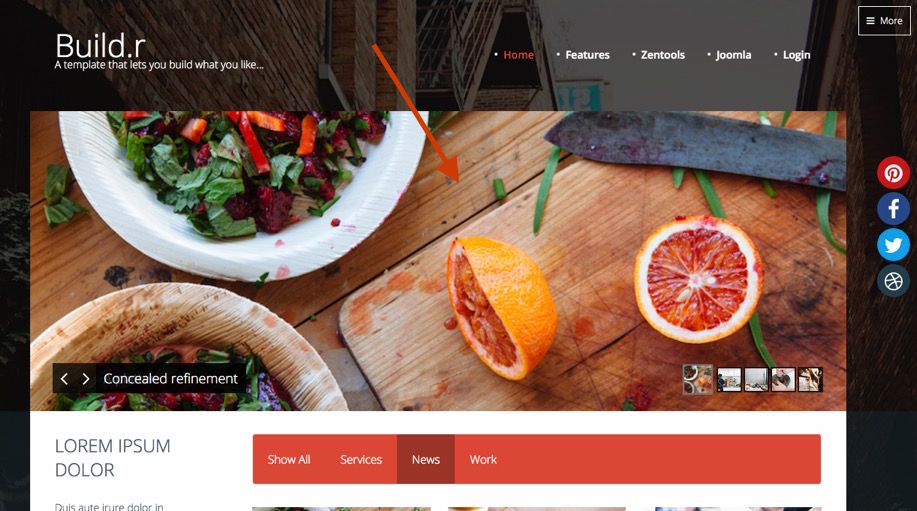 Build.r
A template that lets you build what you like...
Home
Features
Zentools
Joomla
Login
More
Concealed refinement
LOREM IPSUM
DOLOR
Show All
Services
News
Work
Duis aute irure dolor in